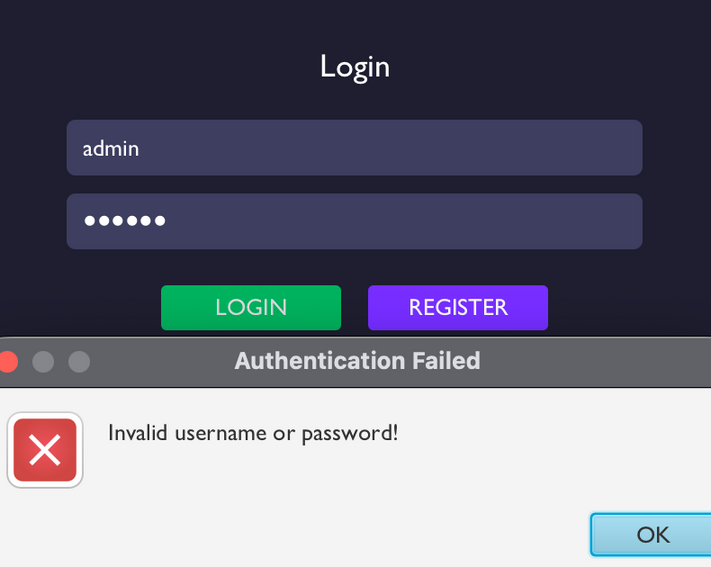 Login
admin
••••••
LOGIN REGISTER
Authentication Failed
Invalid username or password!
OK